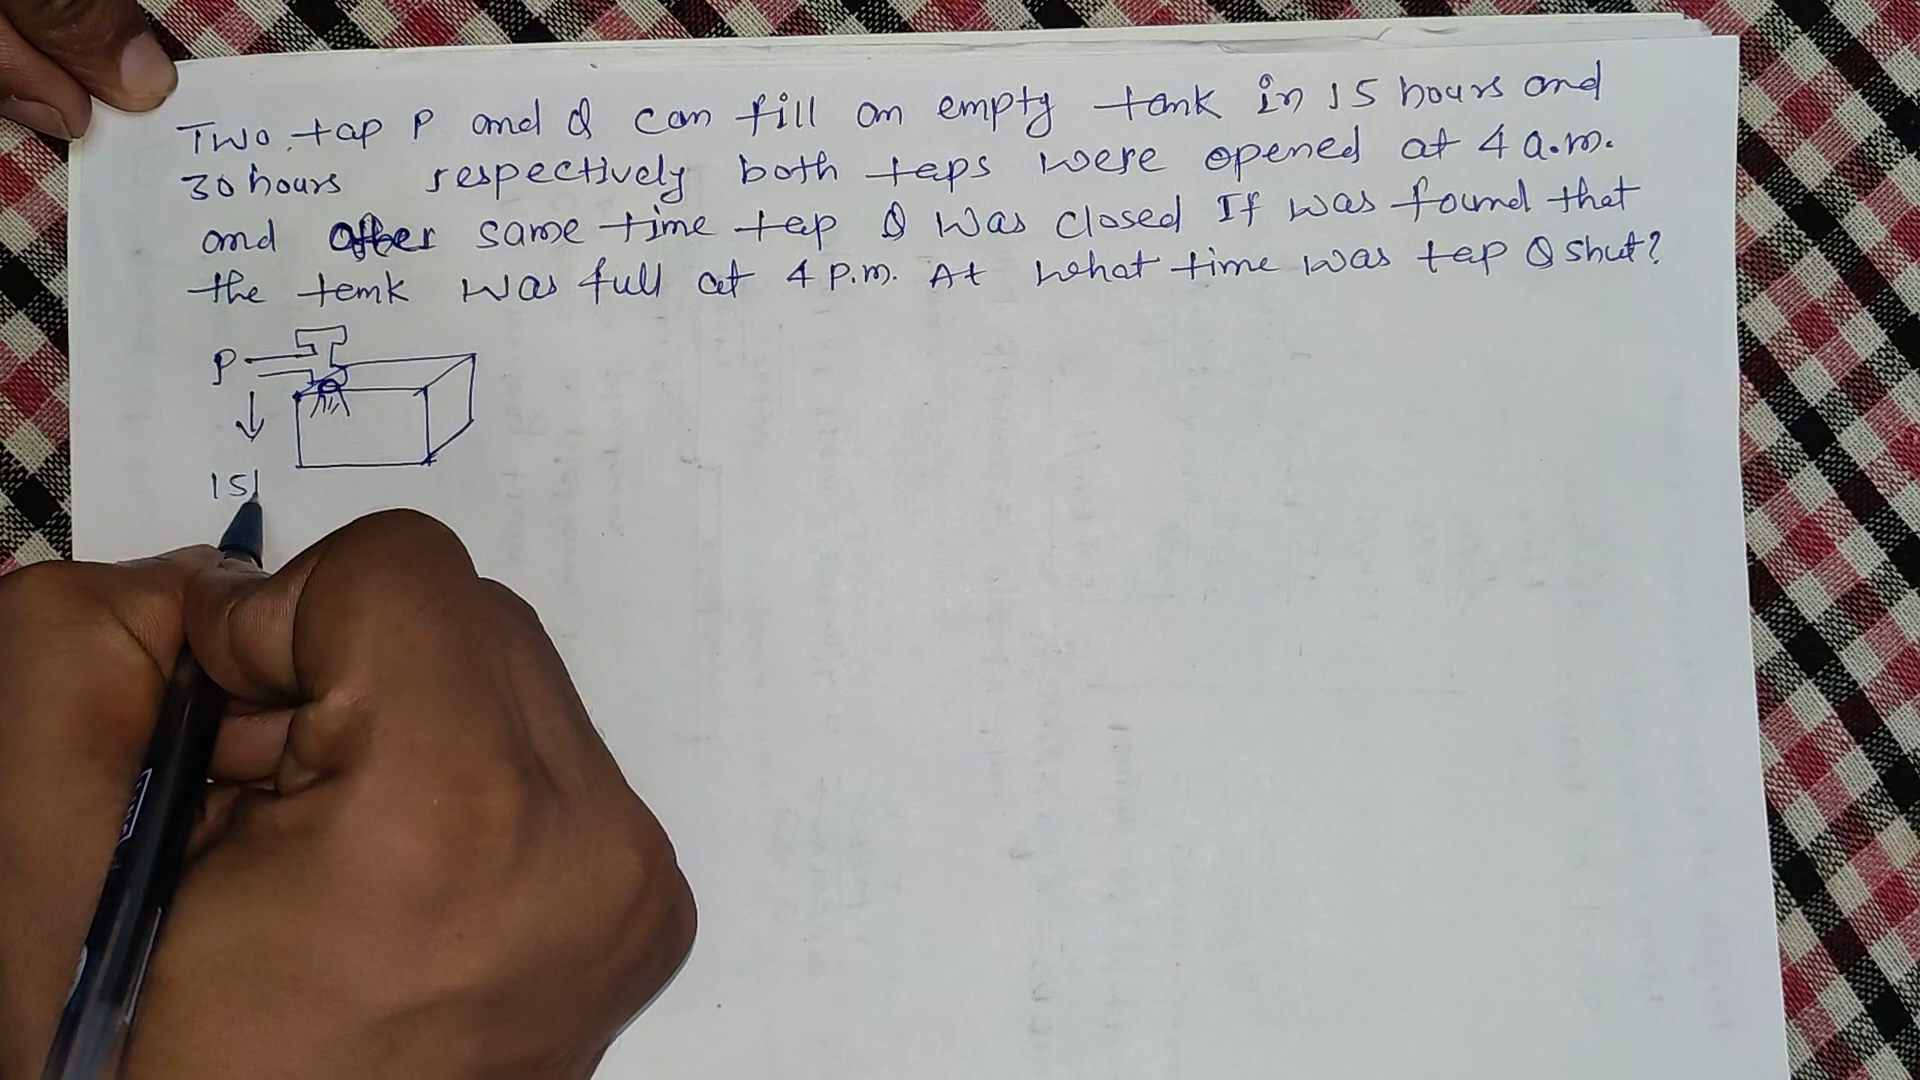 Two tap P and Q can fill an empty tank in 15 hours and
30 hours respectively both taps were opened at 4 a.m.
and after some time tap Q was closed If was found that
the tank was full at 4 p.m. At what time was tap Q shut?
P
15h